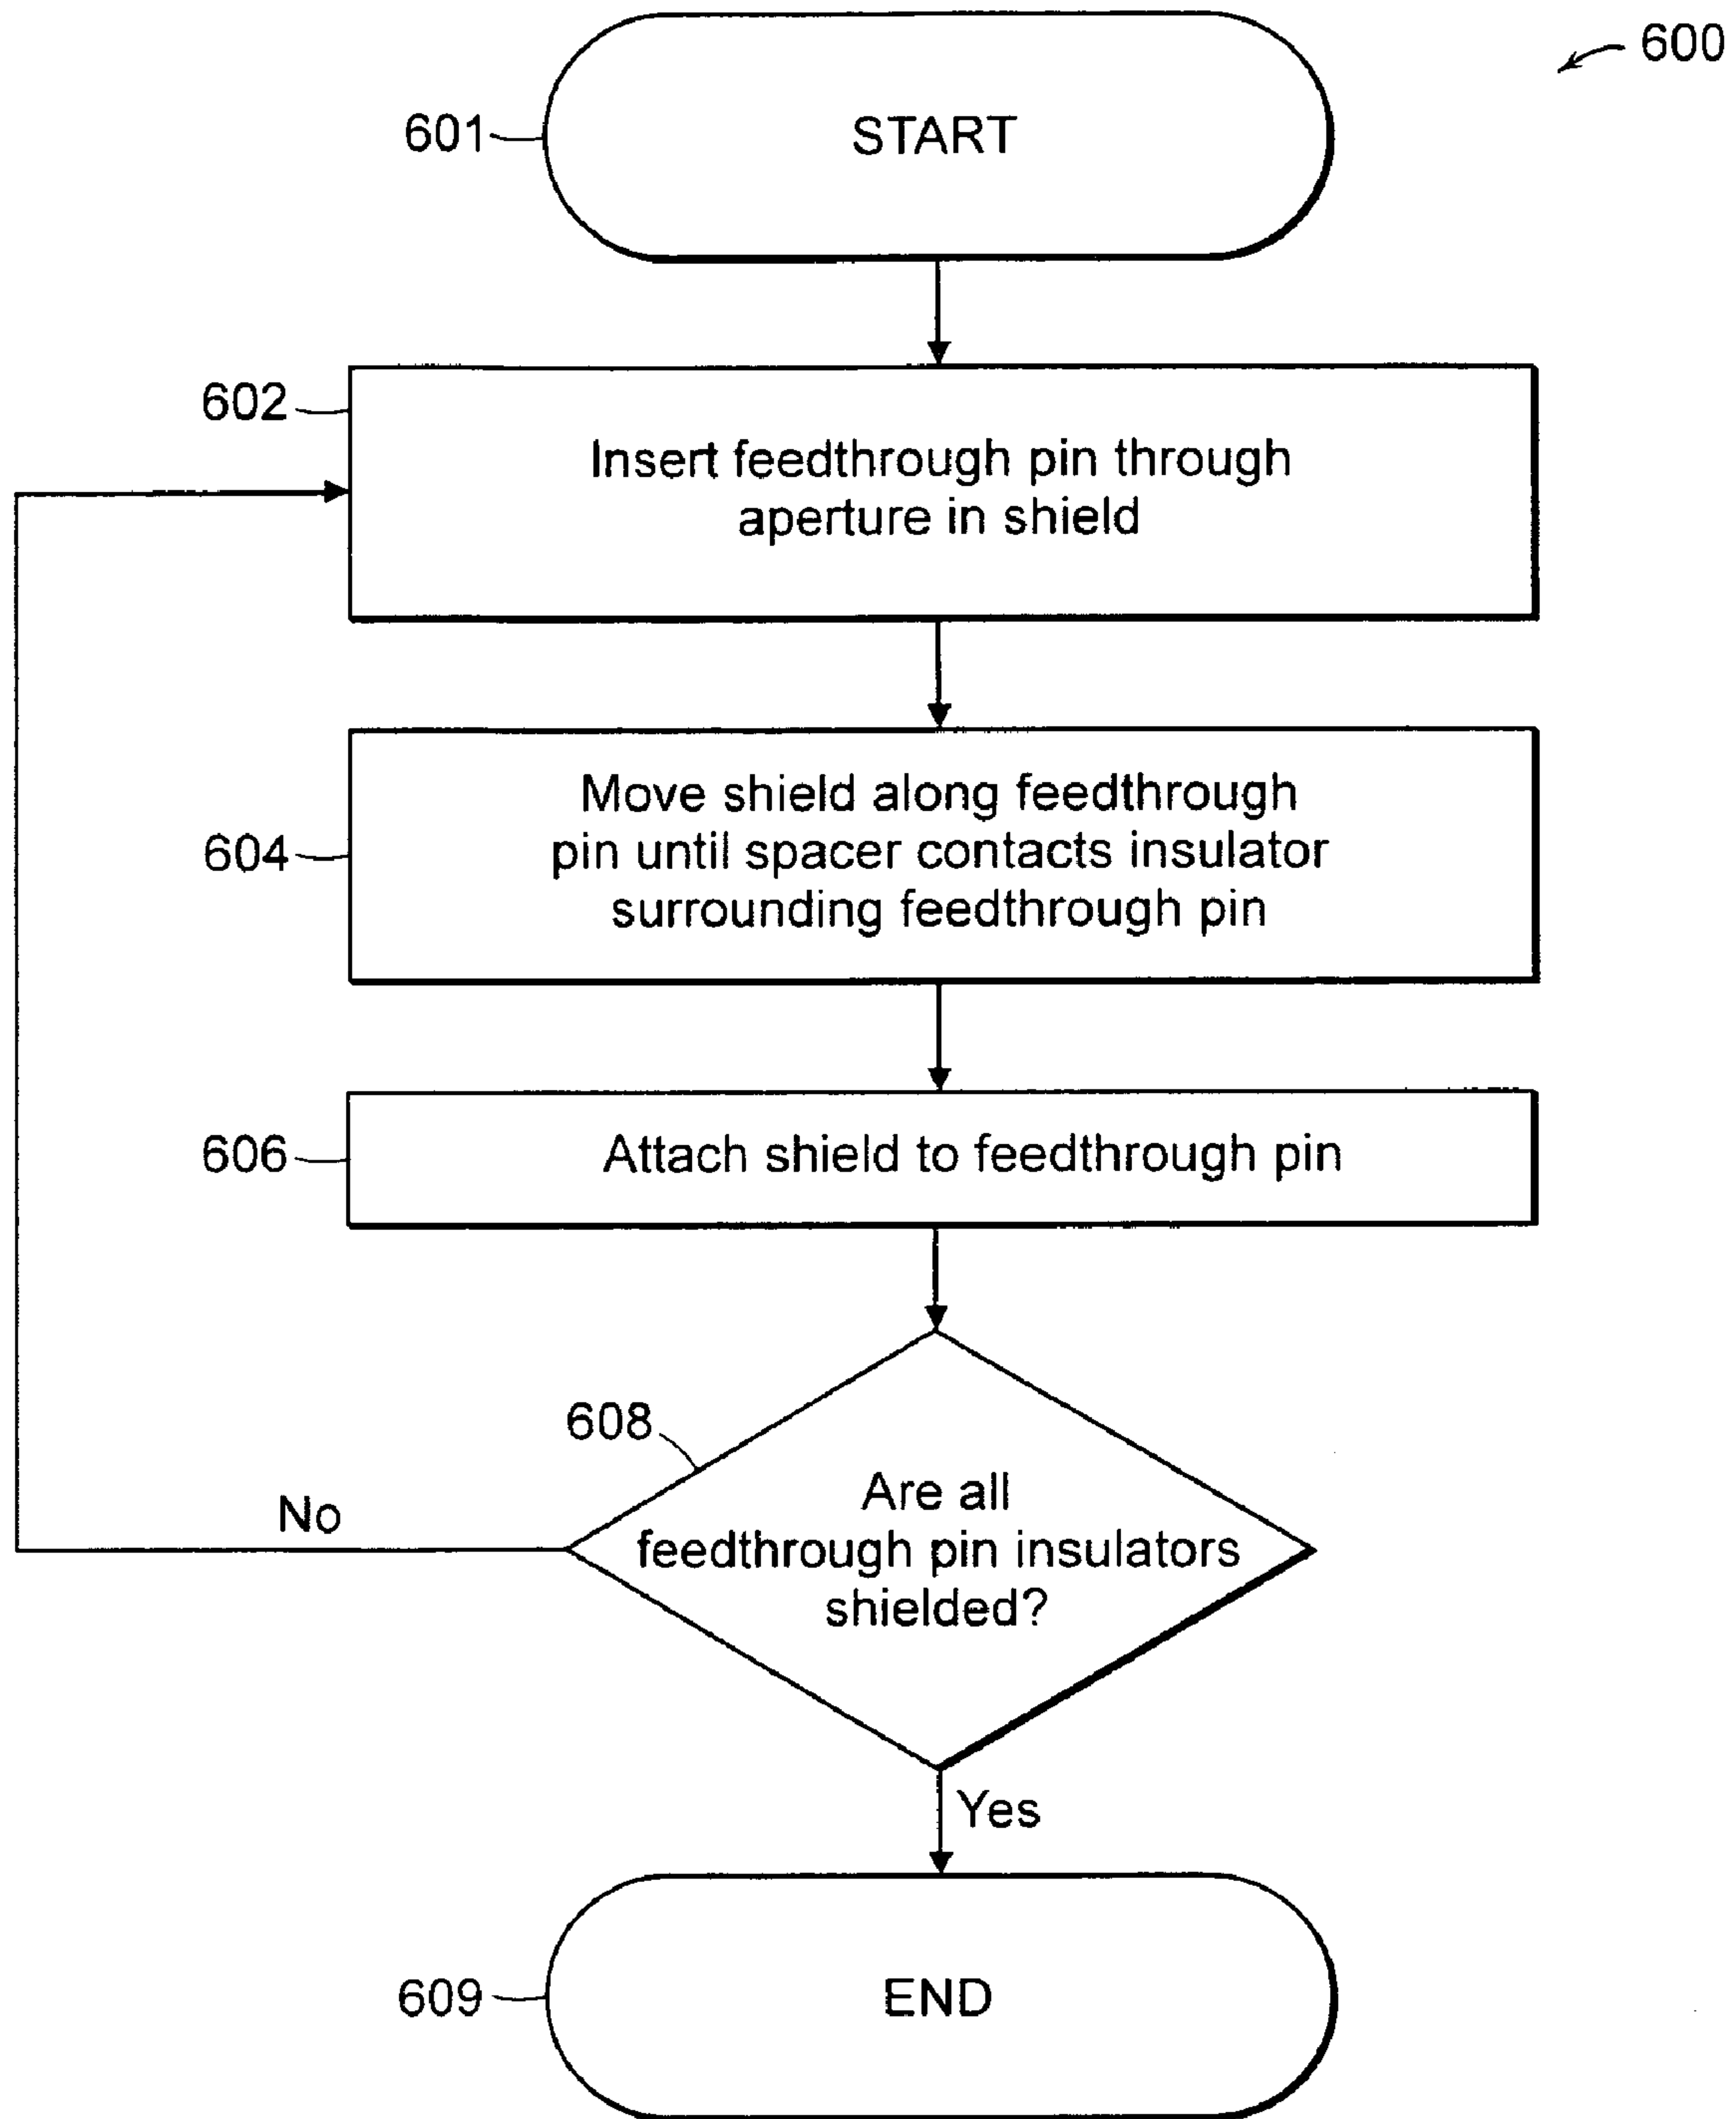 600
601
START
602
Insert feedthrough pin through
aperture in shield
604
Move shield along feedthrough
pin until spacer contacts insulator
surrounding feedthrough pin
606
Attach shield to feedthrough pin
608
Are all
feedthrough pin insulators
shielded?
No
Yes
609
END